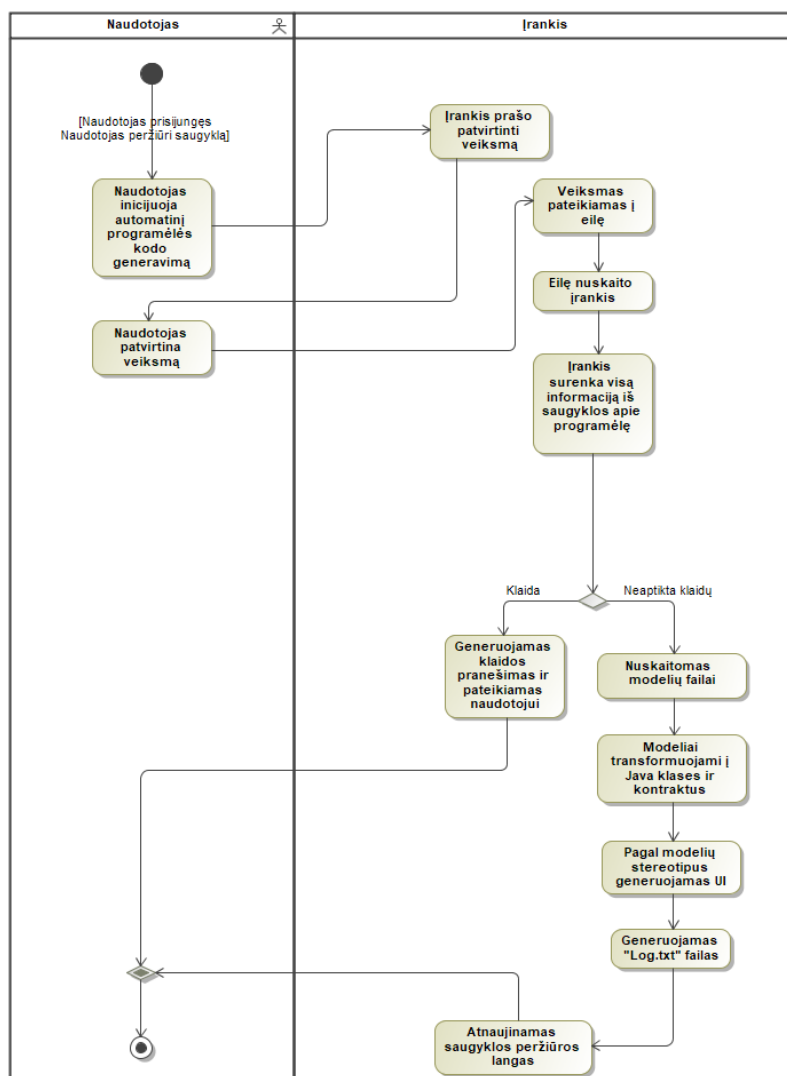 Naudotojas
Įrankis
[Naudotojas prisijungęs
Naudotojas peržiūri saugyklą]
Įrankis prašo
patvirtinti
veiksmą
Naudotojas
inicijuoja
automatinį
programėlės
kodo
generavimą
Veiksmas
pateikiamas į
eilę
Eilę nuskaito
įrankis
Naudotojas
patvirtina
veiksmą
Įrankis
surenka visą
informaciją iš
saugyklos apie
programėlę
Klaida
Neaptikta klaidų
Generuojamas
klaidos
pranešimas ir
pateikiamas
naudotojui
Nuskaitomas
modelių failai
Modeliai
transformuojami į
Java klases ir
kontraktus
Pagal modelių
stereotipus
generuojamas UI
Generuojamas
"Log.txt" failas
Atnaujinamas
saugyklos peržiūros
langas